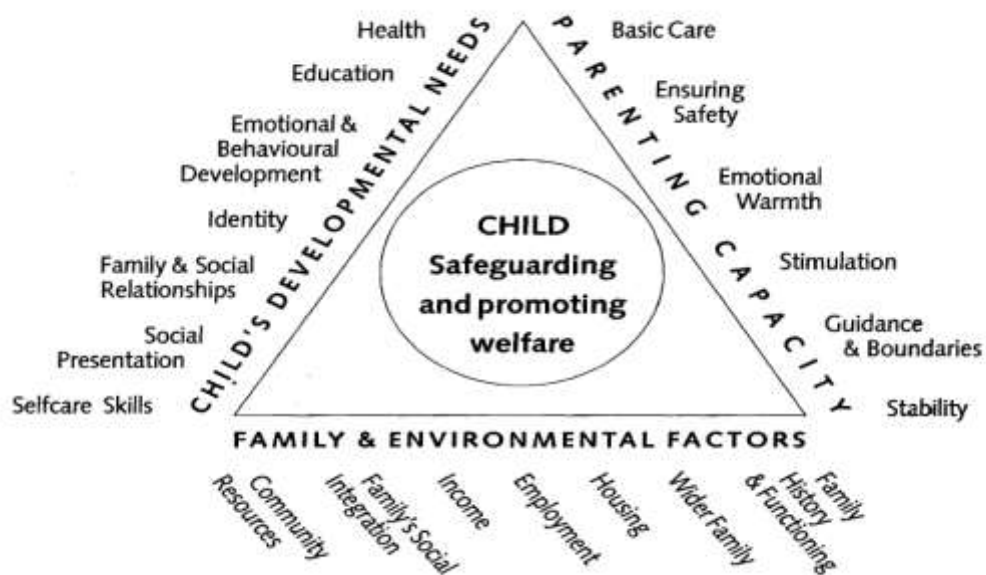 Health
Education
Emotional &
Behavioural
Development
Identity
Family & Social
Relationships
Social
Presentation
Selfcare Skills
CHILD'S DEVELOPMENTAL NEEDS
CHILD
Safeguarding
and promoting
welfare
PARENTING CAPACITY
Basic Care
Ensuring
Safety
Emotional
Warmth
Stimulation
Guidance
& Boundaries
Stability
FAMILY & ENVIRONMENTAL FACTORS
Community
Resources
Family's Social
Integration
Income
Employment
Housing
Wider Family
Family
History
& Functioning